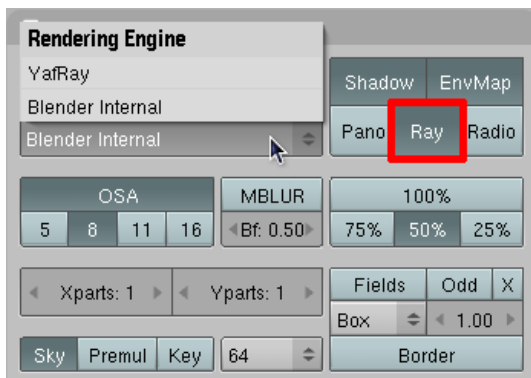 Rendering Engine
YafRay
Blender Internal
Blender Internal
Shadow EnvMap
Pano Ray Radio
OSA MBLUR 100%
5 8 11 16 Bf: 0.50 75% 50% 25%
Xparts: 1 Yparts: 1 Fields Odd X
Box 1.00
Sky Premul Key 64 Border